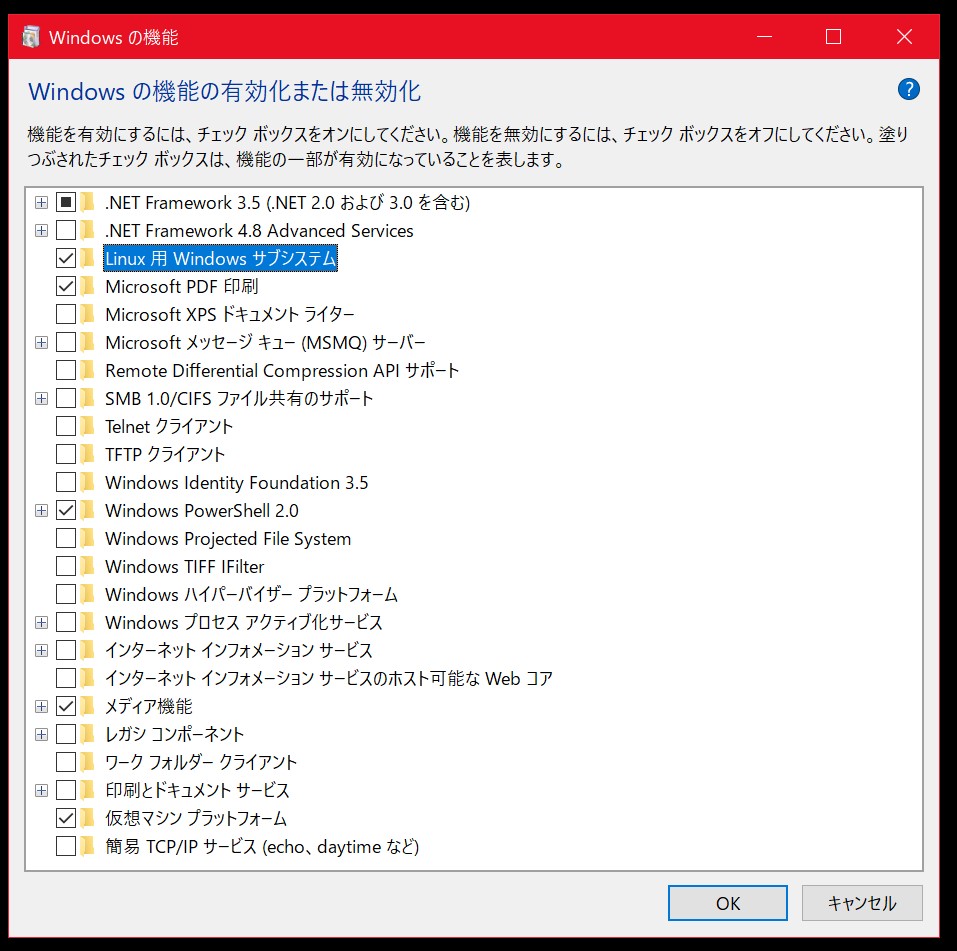 Windows の機能
Windows の機能の有効化または無効化
?
機能を有効にするには、チェック ボックスをオンにしてください。機能を無効にするには、チェック ボックスをオフにしてください。塗り
つぶされたチェック ボックスは、機能の一部が有効になっていることを表します。
.NET Framework 3.5 (.NET 2.0 および 3.0 を含む)
.NET Framework 4.8 Advanced Services
Linux 用 Windows サブシステム
Microsoft PDF 印刷
Microsoft XPS ドキュメント ライター
Microsoft メッセージ キュー (MSMQ) サーバー
Remote Differential Compression API サポート
SMB 1.0/CIFS ファイル共有のサポート
Telnet クライアント
TFTP クライアント
Windows Identity Foundation 3.5
Windows PowerShell 2.0
Windows Projected File System
Windows TIFF IFilter
Windows ハイパーバイザー プラットフォーム
Windows プロセス アクティブ化サービス
インターネット インフォメーション サービス
インターネット インフォメーション サービスのホスト可能な Web コア
メディア機能
レガシ コンポーネント
ワーク フォルダー クライアント
印刷とドキュメント サービス
仮想マシン プラットフォーム
簡易 TCP/IP サービス (echo、daytime など)
OK キャンセル